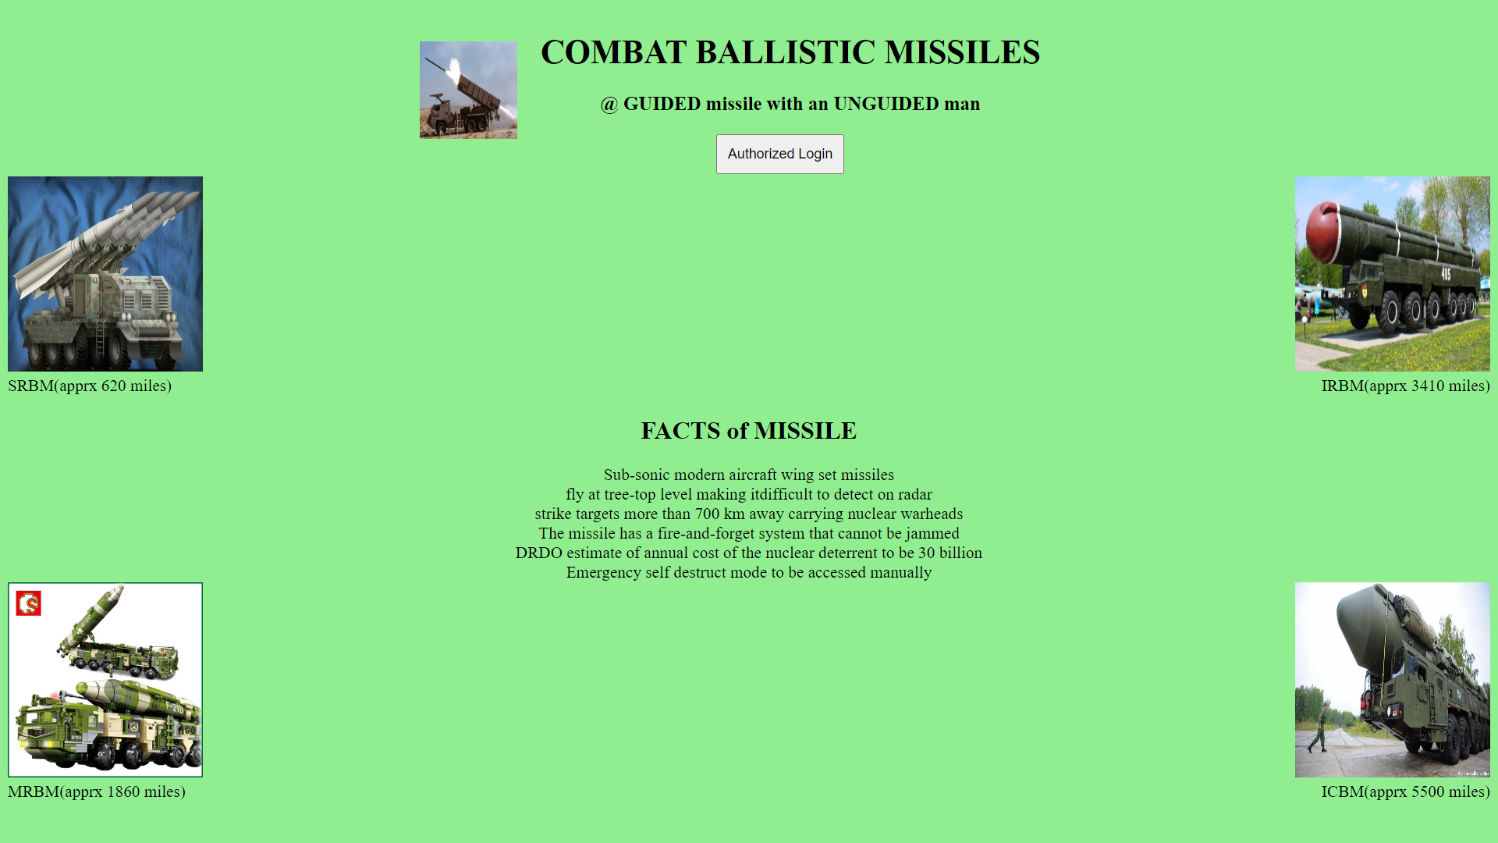 COMBAT BALLISTIC MISSILES
@ GUIDED missile with an UNGUIDED man
Authorized Login
485
SRBM(apprx 620 miles)
IRBM(apprx 3410 miles)
FACTS of MISSILE
Sub-sonic modern aircraft wing set missiles
fly at tree-top level making itdifficult to detect on radar
strike targets more than 700 km away carrying nuclear warheads
The missile has a fire-and-forget system that cannot be jammed
DRDO estimate of annual cost of the nuclear deterrent to be 30 billion
Emergency self destruct mode to be accessed manually
MRBM(apprx 1860 miles)
ICBM(apprx 5500 miles)